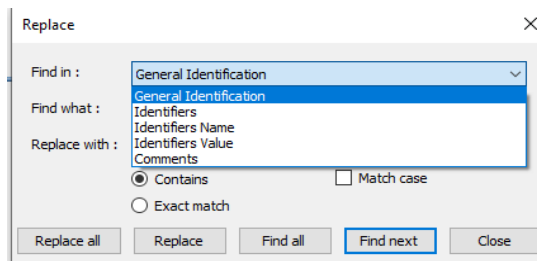 Replace
Find in : General Identification
General Identification
Find what : Identifiers
Identifiers Name
Replace with : Identifiers Value
Comments
Contains Match case
Exact match
Replace all Replace Find all Find next Close